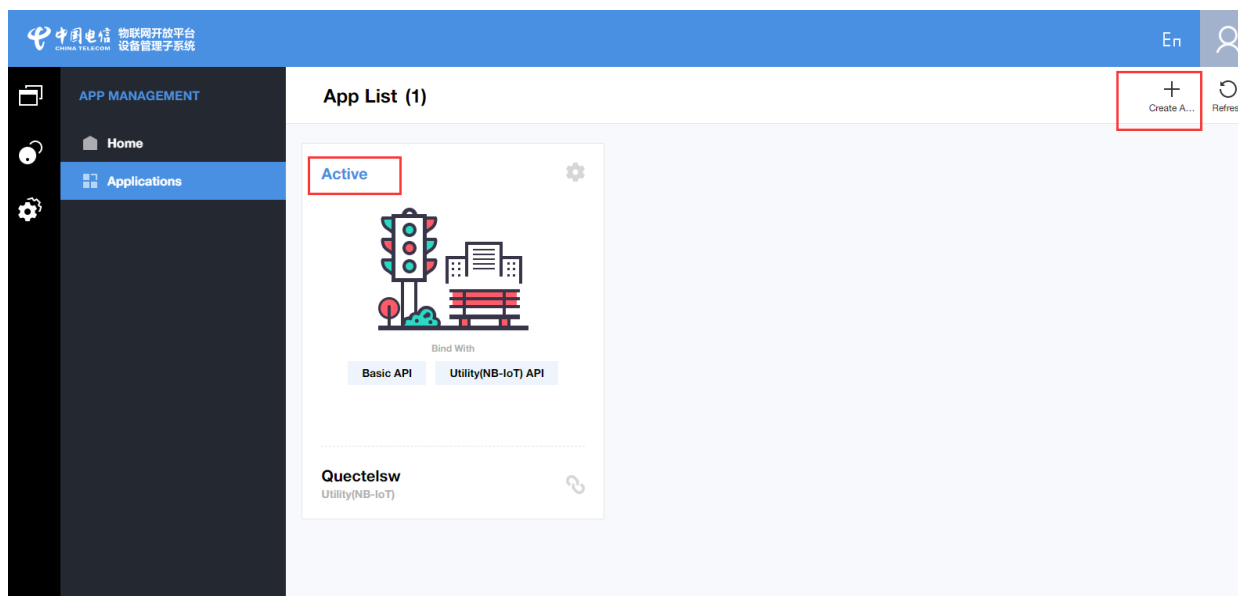 中国电信 物联网开放平台
CHINA TELECOM 设备管理子系统
En
APP MANAGEMENT
Home
Applications
App List (1)
Create A...
Refres
Active
Bind With
Basic API
Utility(NB-IoT) API
Quectelsw
Utility(NB-IoT)